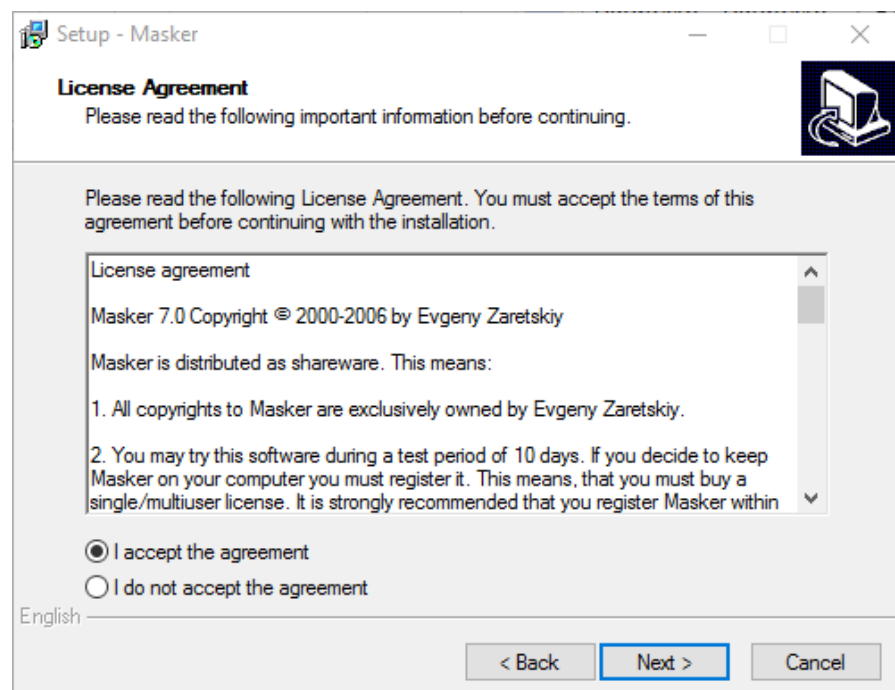 Setup - Masker
License Agreement
Please read the following important information before continuing.
Please read the following License Agreement. You must accept the terms of this
agreement before continuing with the installation.
License agreement
Masker 7.0 Copyright © 2000-2006 by Evgeny Zaretskiy
Masker is distributed as shareware. This means:
1. All copyrights to Masker are exclusively owned by Evgeny Zaretskiy.
2. You may try this software during a test period of 10 days. If you decide to keep
Masker on your computer you must register it. This means, that you must buy a
single/multiuser license. It is strongly recommended that you register Masker within
I accept the agreement
I do not accept the agreement
English
< Back Next > Cancel